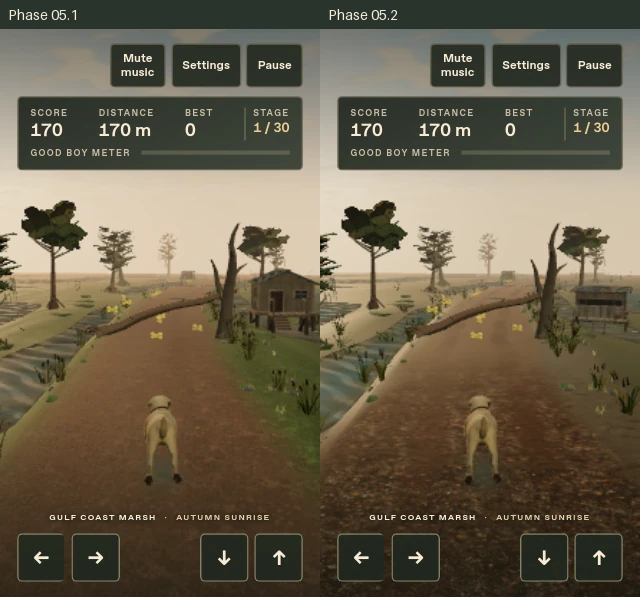 Phase 05.1
Mute music
Settings
Pause
SCORE
170
DISTANCE
170 m
BEST
0
STAGE
1 / 30
GOOD BOY METER
GULF COAST MARSH · AUTUMN SUNRISE
← → ↓ ↑
Phase 05.2
Mute music
Settings
Pause
SCORE
170
DISTANCE
170 m
BEST
0
STAGE
1 / 30
GOOD BOY METER
GULF COAST MARSH · AUTUMN SUNRISE
← → ↓ ↑